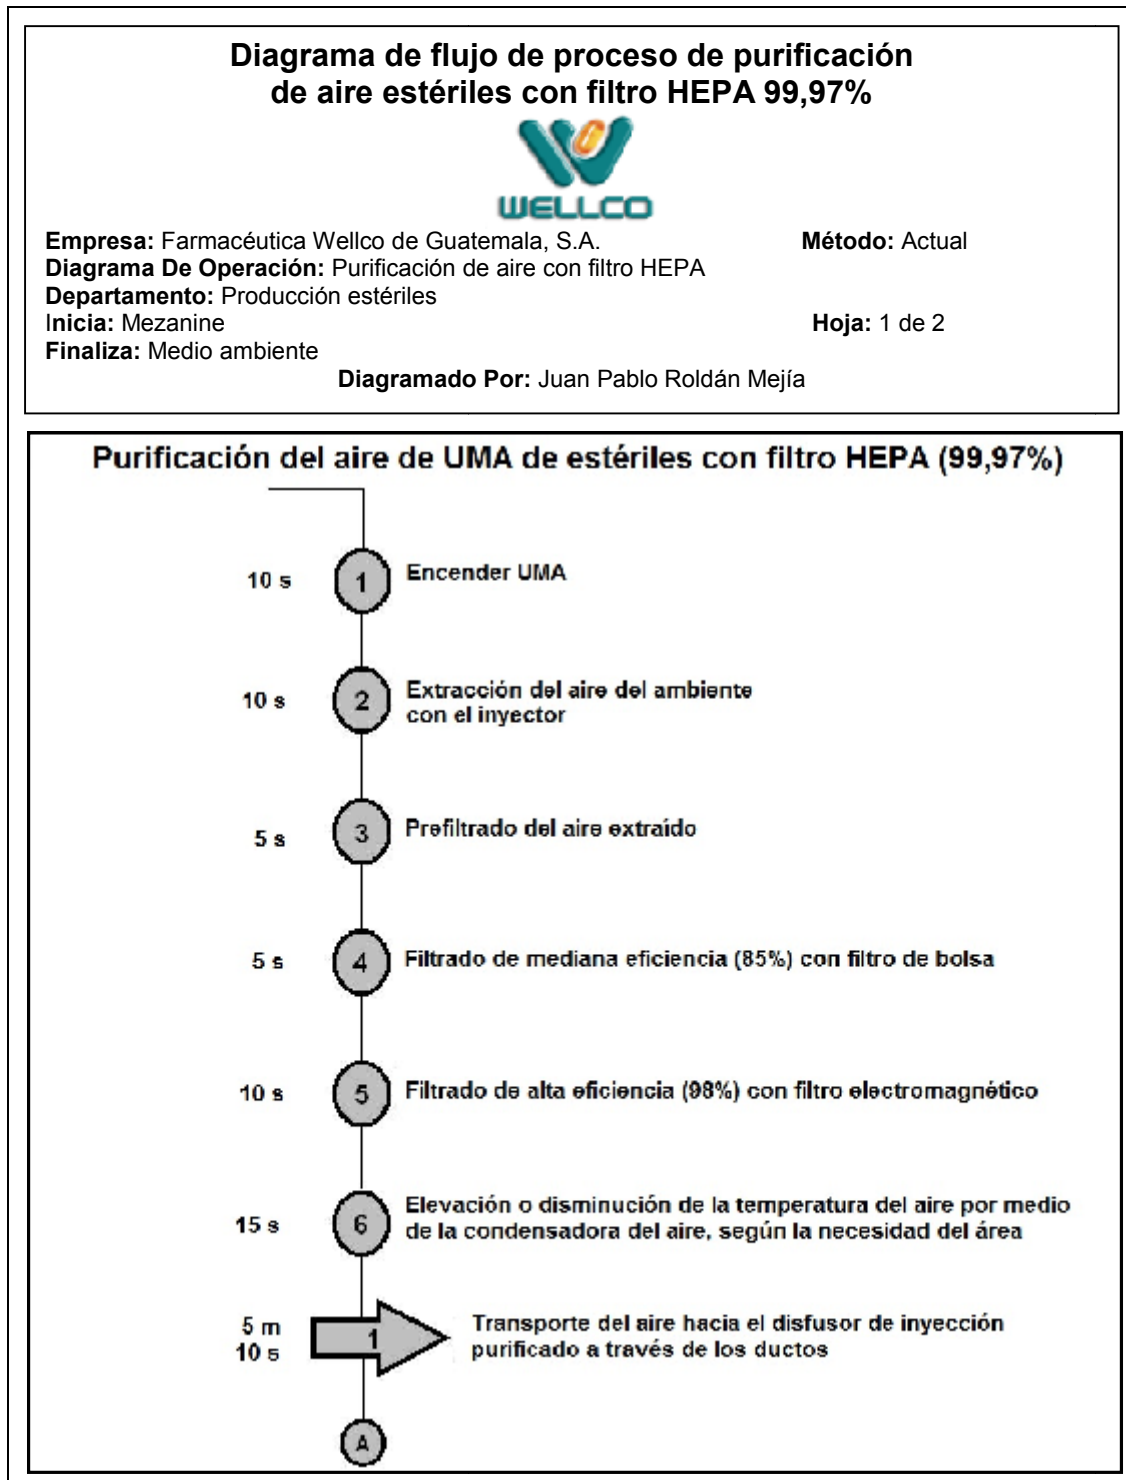 Diagrama de flujo de proceso de purificación
de aire estériles con filtro HEPA 99,97%
WELLCO
Empresa: Farmacéutica Wellco de Guatemala, S.A. Método: Actual
Diagrama De Operación: Purificación de aire con filtro HEPA
Departamento: Producción estériles
Inicia: Mezanine Hoja: 1 de 2
Finaliza: Medio ambiente
Diagramado Por: Juan Pablo Roldán Mejía
Purificación del aire de UMA de estériles con filtro HEPA (99,97%)
10 s 1 Encender UMA
10 s 2 Extracción del aire del ambiente
con el inyector
5 s 3 Prefiltrado del aire extraído
5 s 4 Filtrado de mediana eficiencia (85%) con filtro de bolsa
10 s 5 Filtrado de alta eficiencia (98%) con filtro electromagnético
15 s 6 Elevación o disminución de la temperatura del aire por medio
de la condensadora del aire, según la necesidad del área
5 m
10 s 1 Transporte del aire hacia el disfusor de inyección
purificado a través de los ductos
A